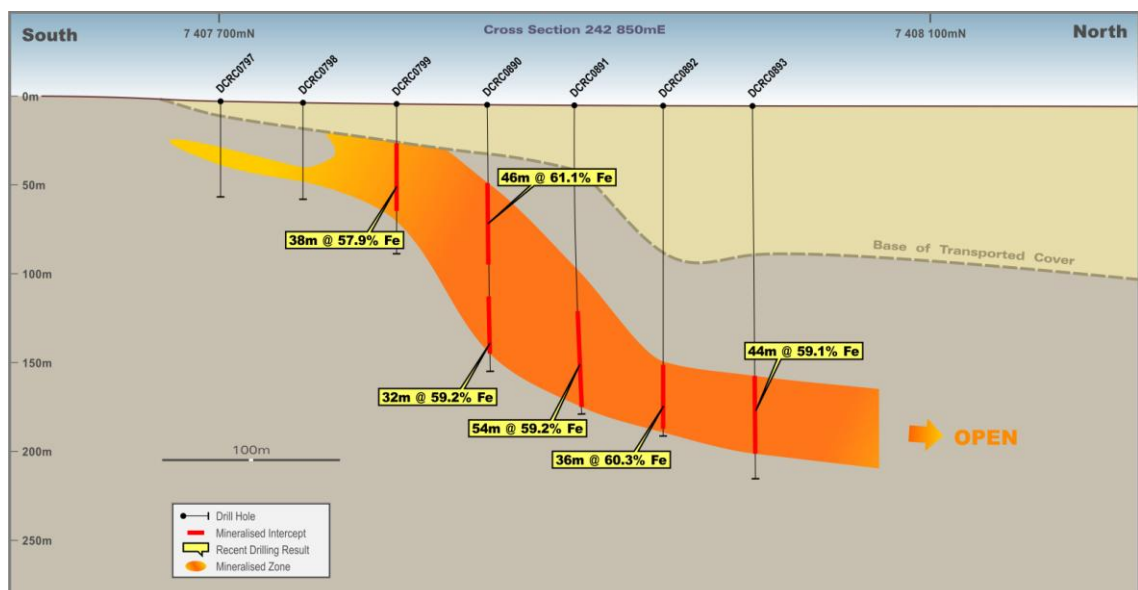 South
7 407 700mN
Cross Section 242 850mE
7 408 100mN
North
DCRC0797
DCRC0798
DCRC0799
DCRC0890
DCRC0891
DCRC0892
DCRC0893
0m
50m
100m
150m
200m
250m
46m @ 61.1% Fe
38m @ 57.9% Fe
Base of Transported Cover
44m @ 59.1% Fe
32m @ 59.2% Fe
54m @ 59.2% Fe
36m @ 60.3% Fe
OPEN
100m
Drill Hole
Mineralised Intercept
Recent Drilling Result
Mineralised Zone